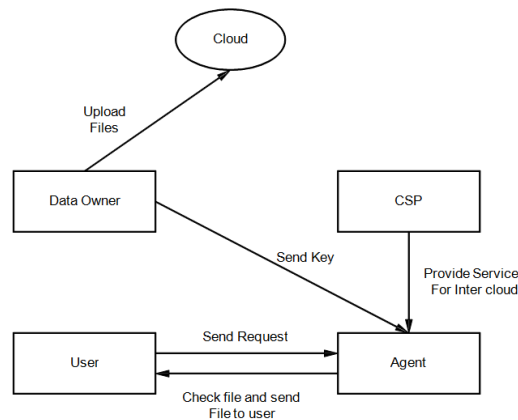 Cloud
Upload
Files
Data Owner
CSP
Send Key
Provide Service
For Inter cloud
Send Request
User
Agent
Check file and send
File to user